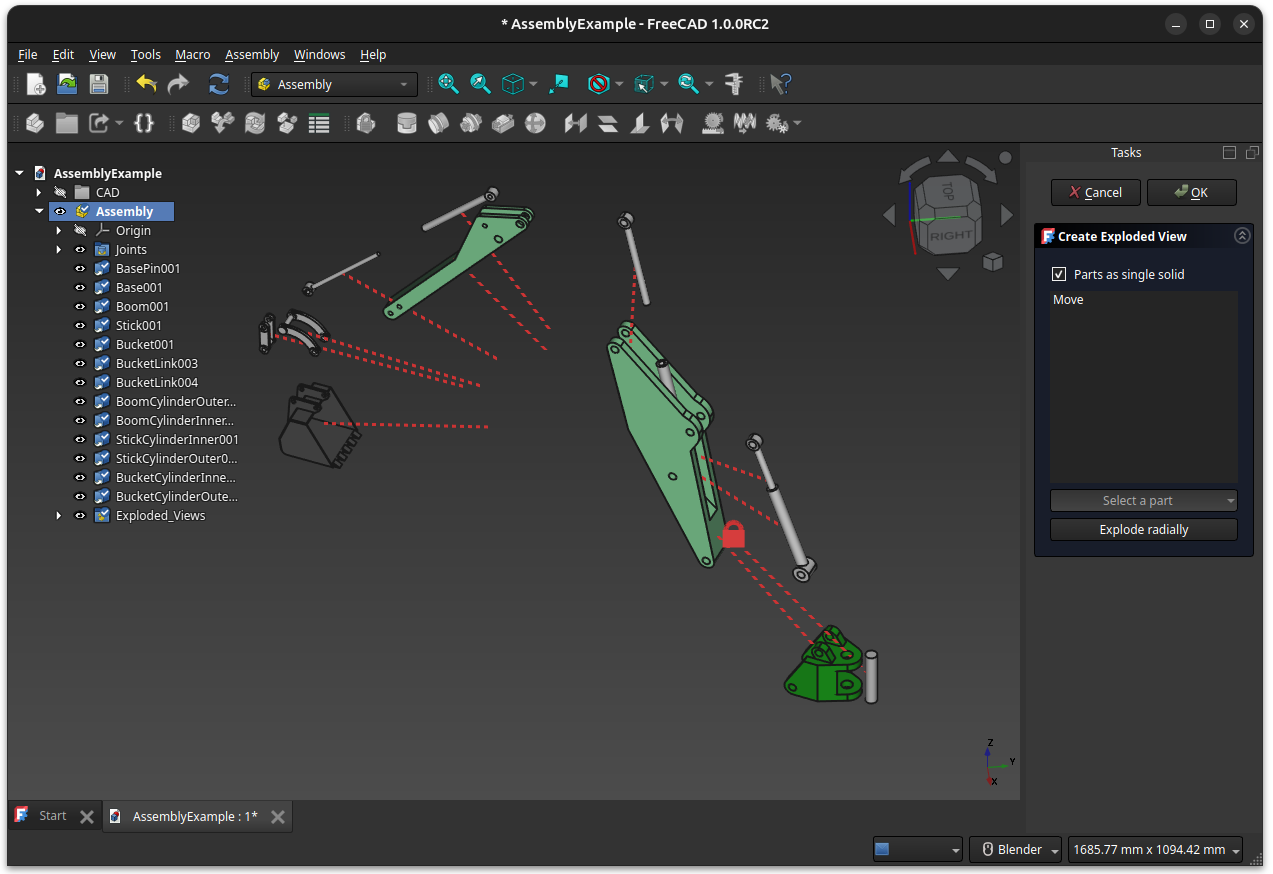 * AssemblyExample - FreeCAD 1.0.0RC2
File Edit View Tools Macro Assembly Windows Help
Assembly
AssemblyExample
CAD
Assembly
Origin
Joints
BasePin001
Base001
Boom001
Stick001
Bucket001
BucketLink003
BucketLink004
BoomCylinderOuter...
BoomCylinderInner...
StickCylinderInner001
StickCylinderOuter0...
BucketCylinderInne...
BucketCylinderOute...
Exploded_Views
TOP
RIGHT
Z
Y
X
Tasks
Cancel OK
Create Exploded View
Parts as single solid
Move
Select a part
Explode radially
Start AssemblyExample : 1*
Blender 1685.77 mm x 1094.42 mm